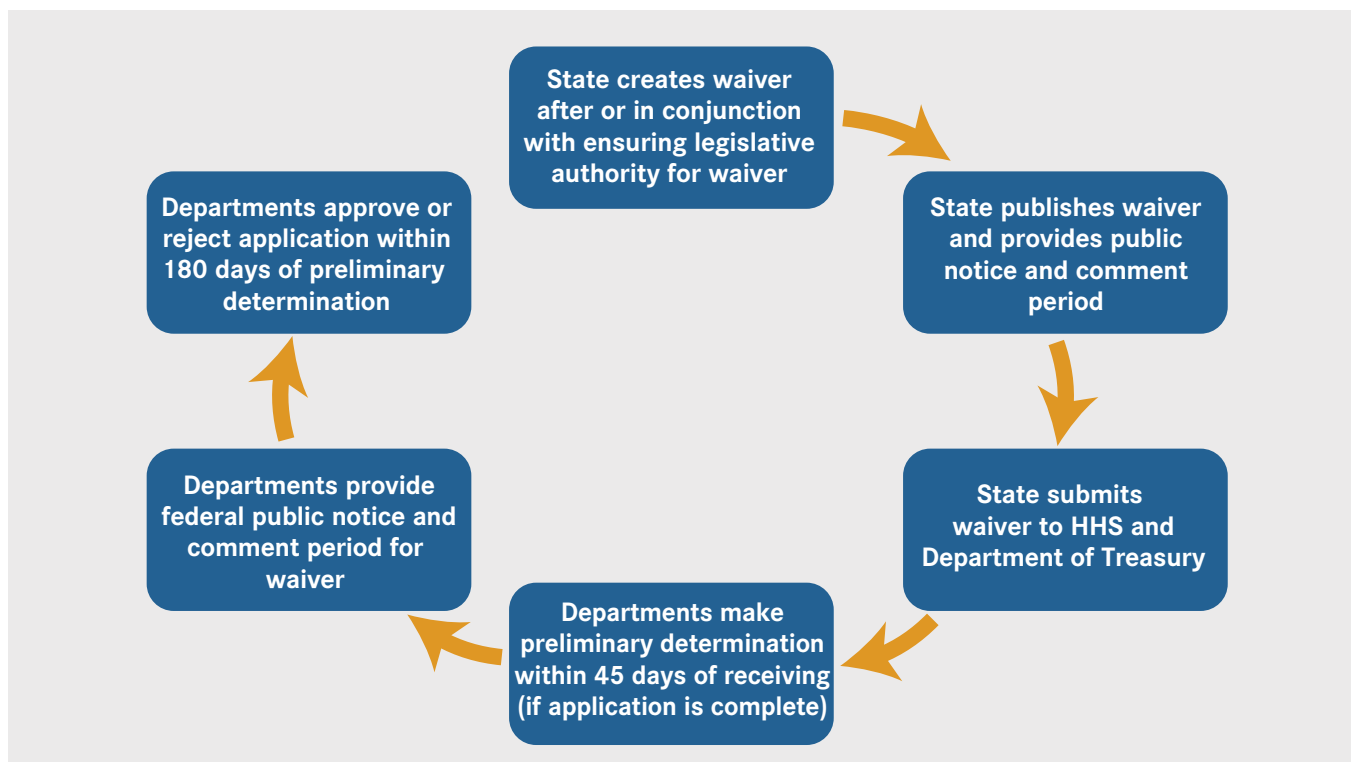 State creates waiver
after or in conjunction
with ensuring legislative
authority for waiver
State publishes waiver
and provides public
notice and comment
period
State submits
waiver to HHS and
Department of Treasury
Departments make
preliminary determination
within 45 days of receiving
(if application is complete)
Departments provide
federal public notice and
comment period for
waiver
Departments approve or
reject application within
180 days of preliminary
determination